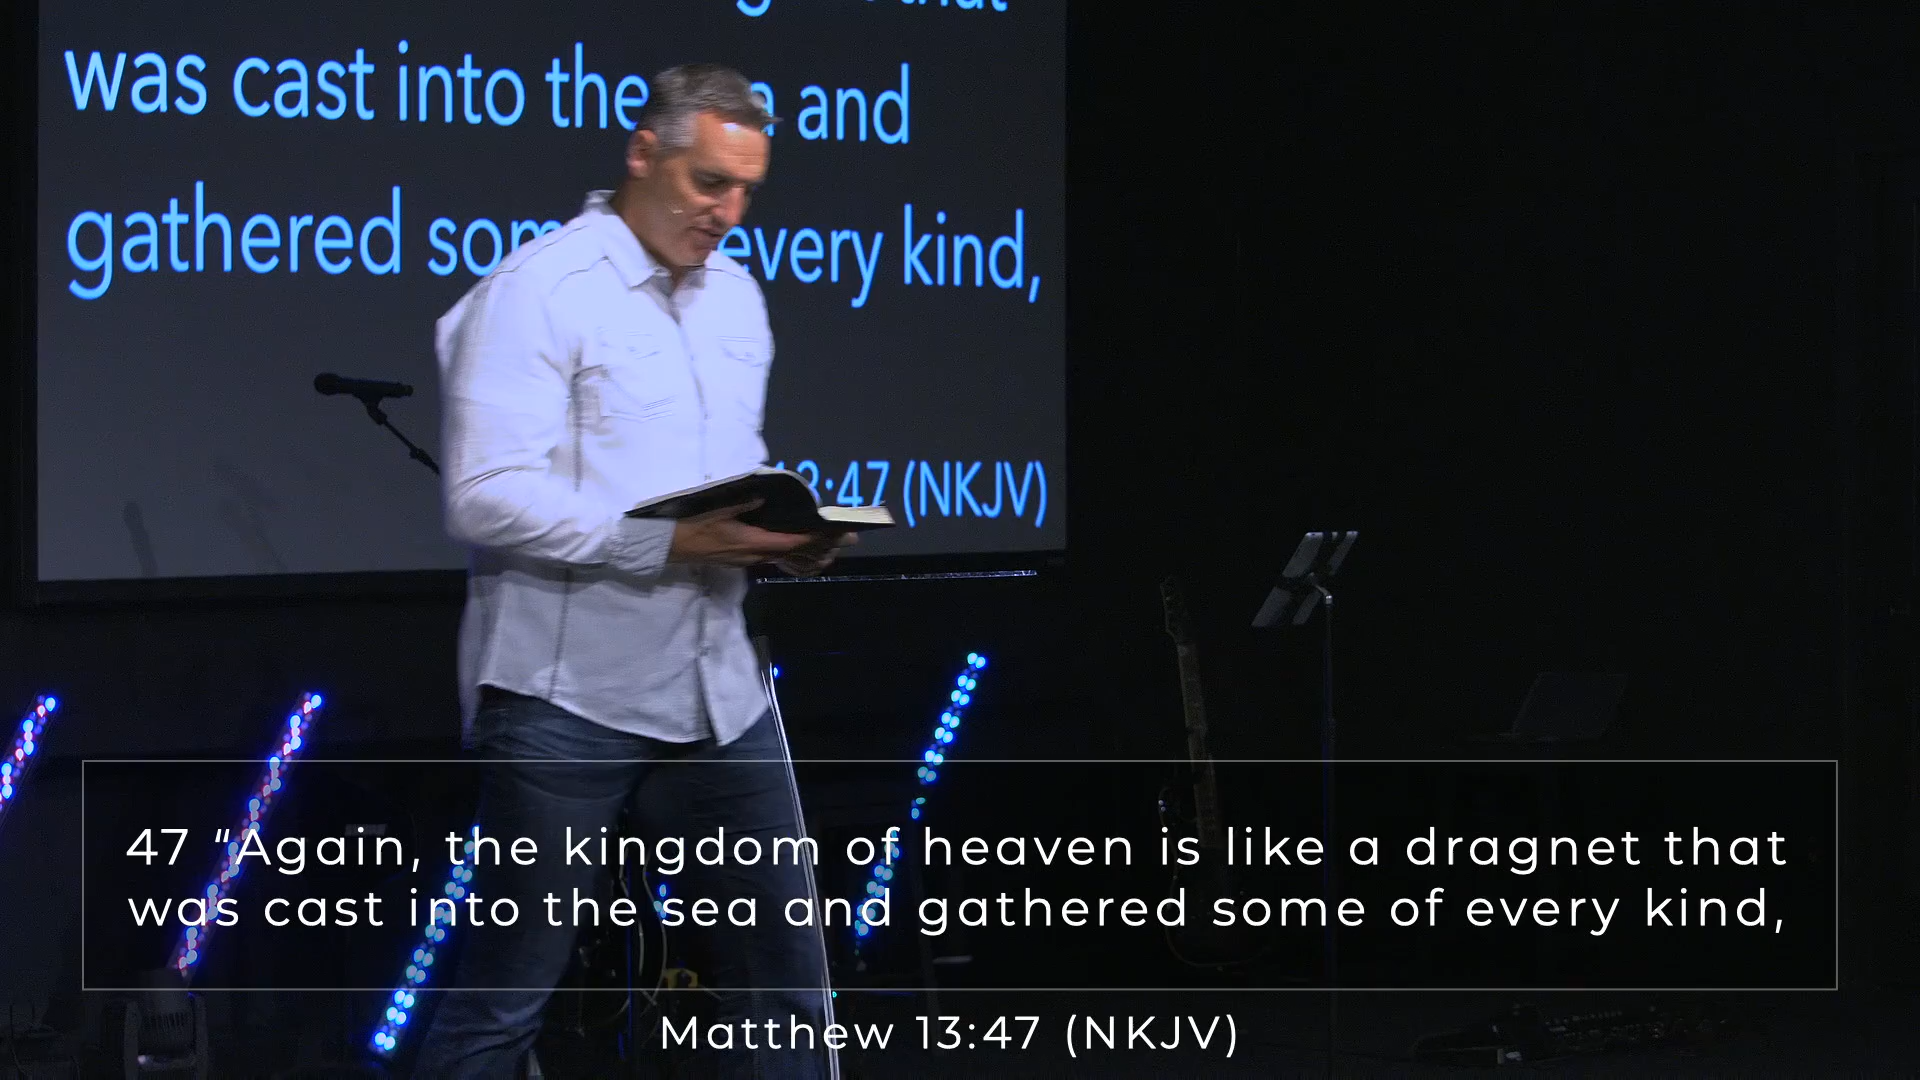 was cast into the and
gathered every kind,
:47 (NKJV)
47 “Again, the kingdom of heaven is like a dragnet that
was cast into the sea and gathered some of every kind,
Matthew 13:47 (NKJV)